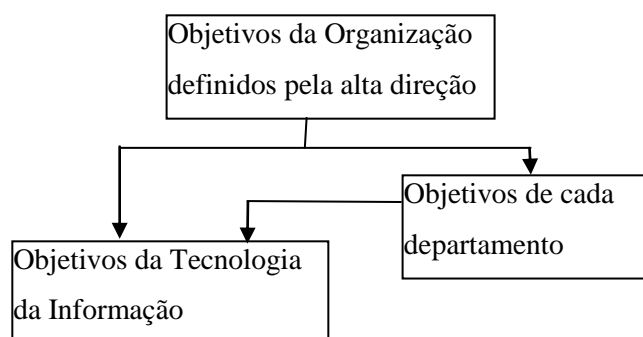 Objetivos da Organização
definidos pela alta direção
Objetivos de cada
departamento
Objetivos da Tecnologia
da Informação